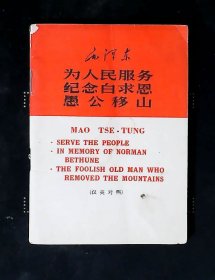 毛泽东
为人民服务
纪念白求恩
愚公移山
MAO TSE-TUNG
· SERVE THE PEOPLE
· IN MEMORY OF NORMAN
BETHUNE
· THE FOOLISH OLD MAN WHO
REMOVED THE MOUNTAINS
(汉英对照)